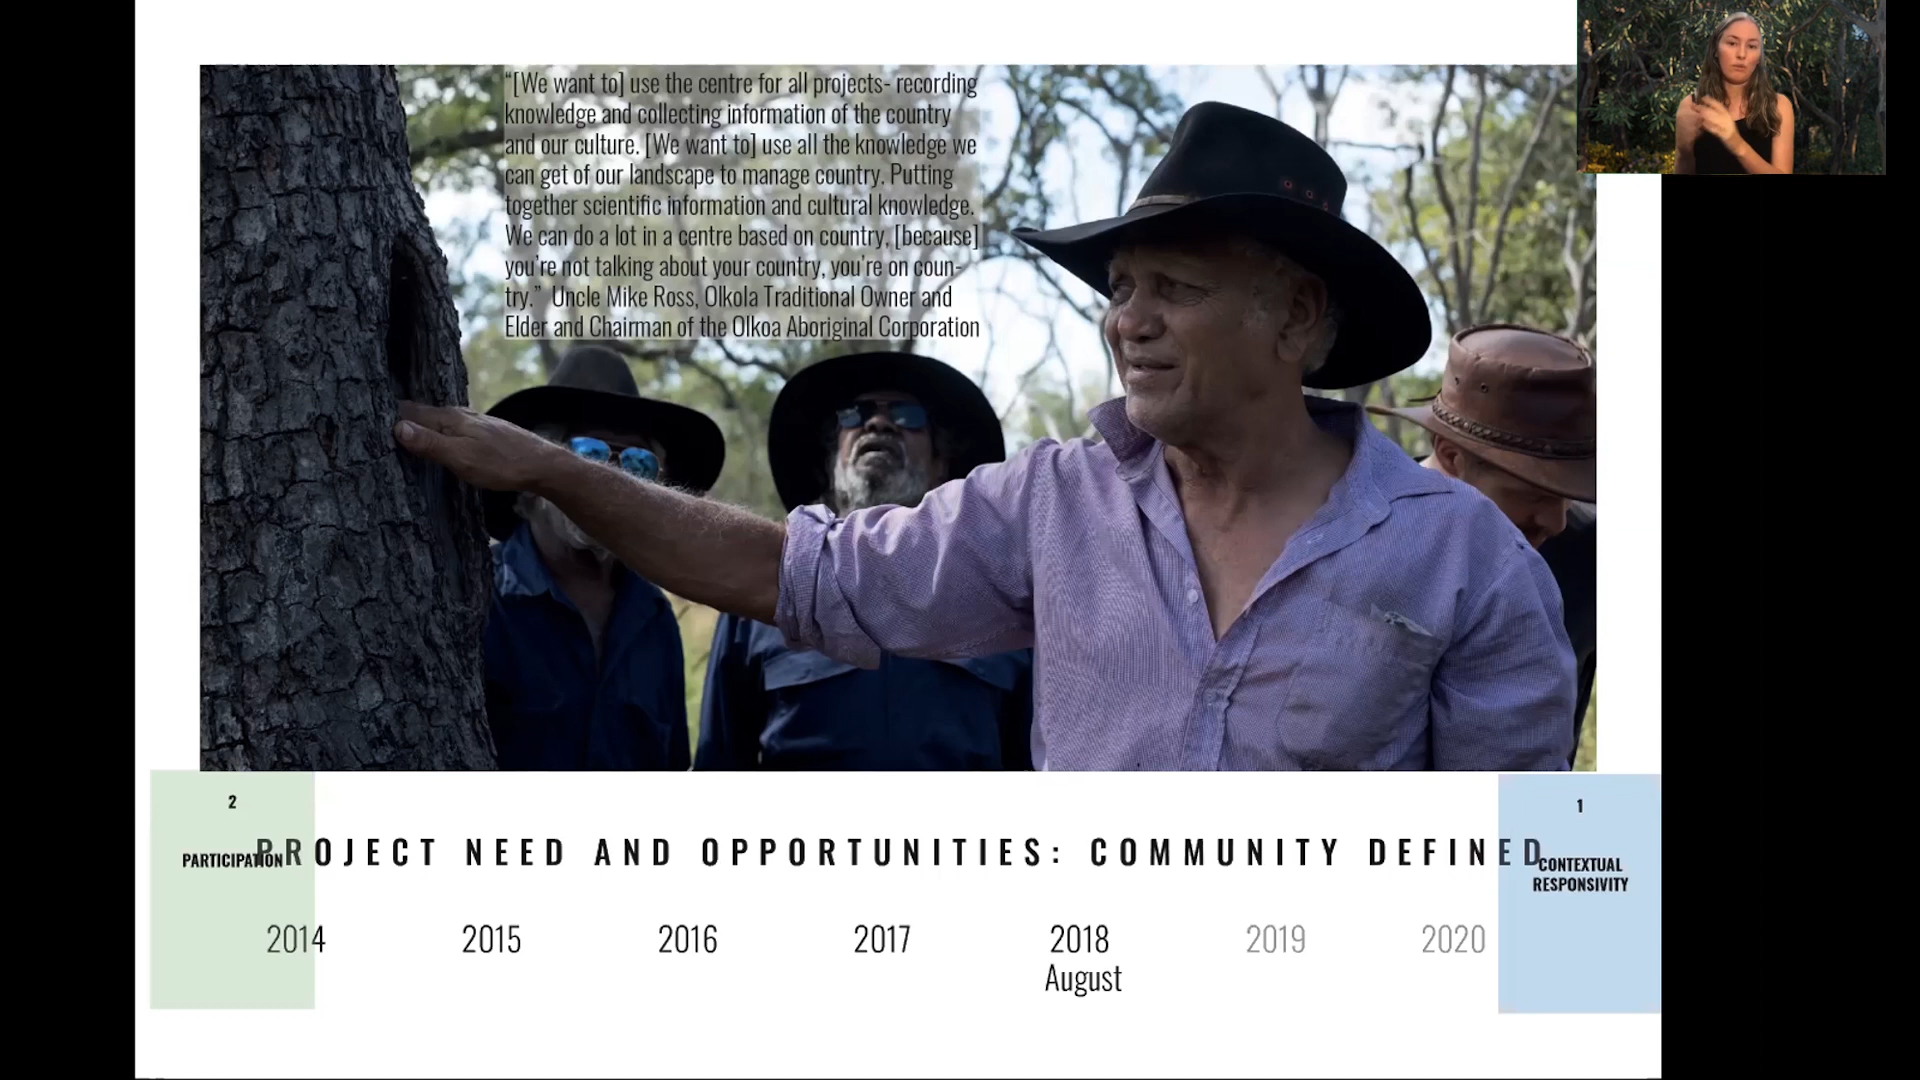 “[We want to] use the centre for all projects- recording
knowledge and collecting information of the country
and our culture. [We want to] use all the knowledge we
can get of our landscape to manage country. Putting
together scientific information and cultural knowledge.
We can do a lot in a centre based on country, [because]
you’re not talking about your country, you’re on coun-
try.”  Uncle Mike Ross, Olkola Traditional Owner and
Elder and Chairman of the Olkoa Aboriginal Corporation
2
PARTICIPATION
PROJECT NEED AND OPPORTUNITIES: COMMUNITY DEFINED
1
CONTEXTUAL
RESPONSIVITY
2014 2015 2016 2017 2018 2019 2020
August